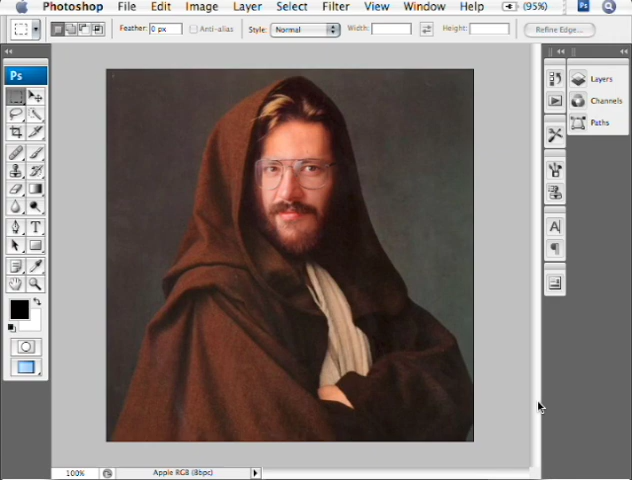 Photoshop File Edit Image Layer Select Filter View Window Help (95%) Ps
Feather: 0 px Anti-alias Style: Normal Width: Height: Refine Edge...
Ps
Layers
Channels
Paths
T
A
100% Apple RGB (8bpc)